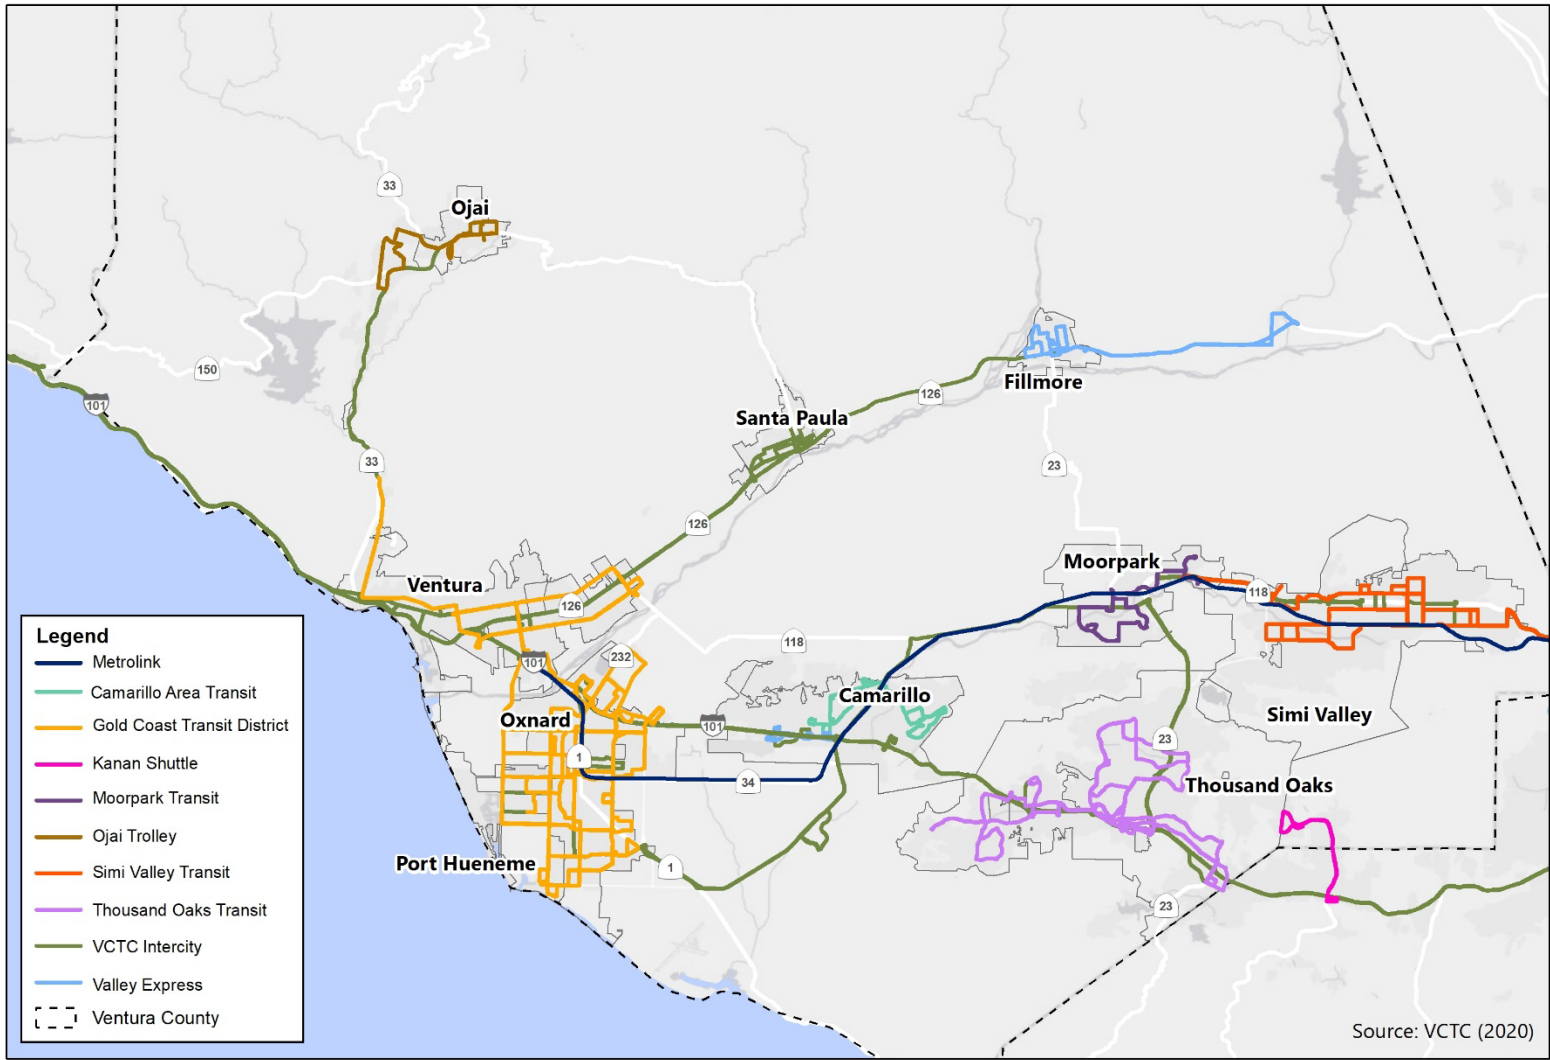 33
Ojai
150
101
126
Fillmore
Santa Paula
33
23
126
Moorpark
Ventura
126
118
118
232
101
Camarillo
Oxnard
101
Simi Valley
23
1
34
Thousand Oaks
Port Hueneme
1
23
Legend
Metrolink
Camarillo Area Transit
Gold Coast Transit District
Kanan Shuttle
Moorpark Transit
Ojai Trolley
Simi Valley Transit
Thousand Oaks Transit
VCTC Intercity
Valley Express
Ventura County
Source: VCTC (2020)